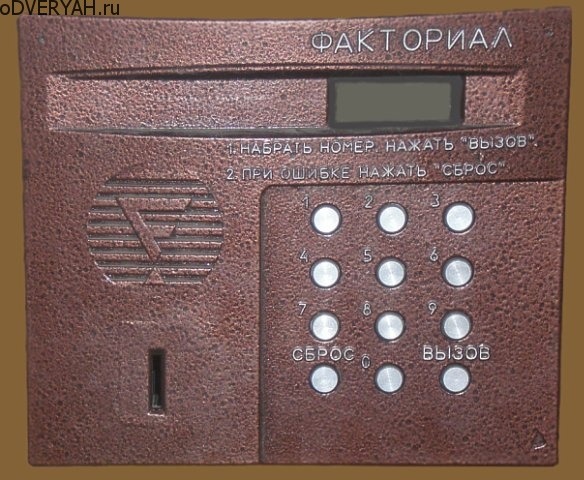 oDVERYAH.ru
ФАКТОРИАЛ
1. НАБРАТЬ НОМЕР, НАЖАТЬ "ВЫЗОВ".
2. ПРИ ОШИБКЕ НАЖАТЬ "СБРОС".
1 2 3
4 5 6
7 8 9
СБРОС 0 ВЫЗОВ